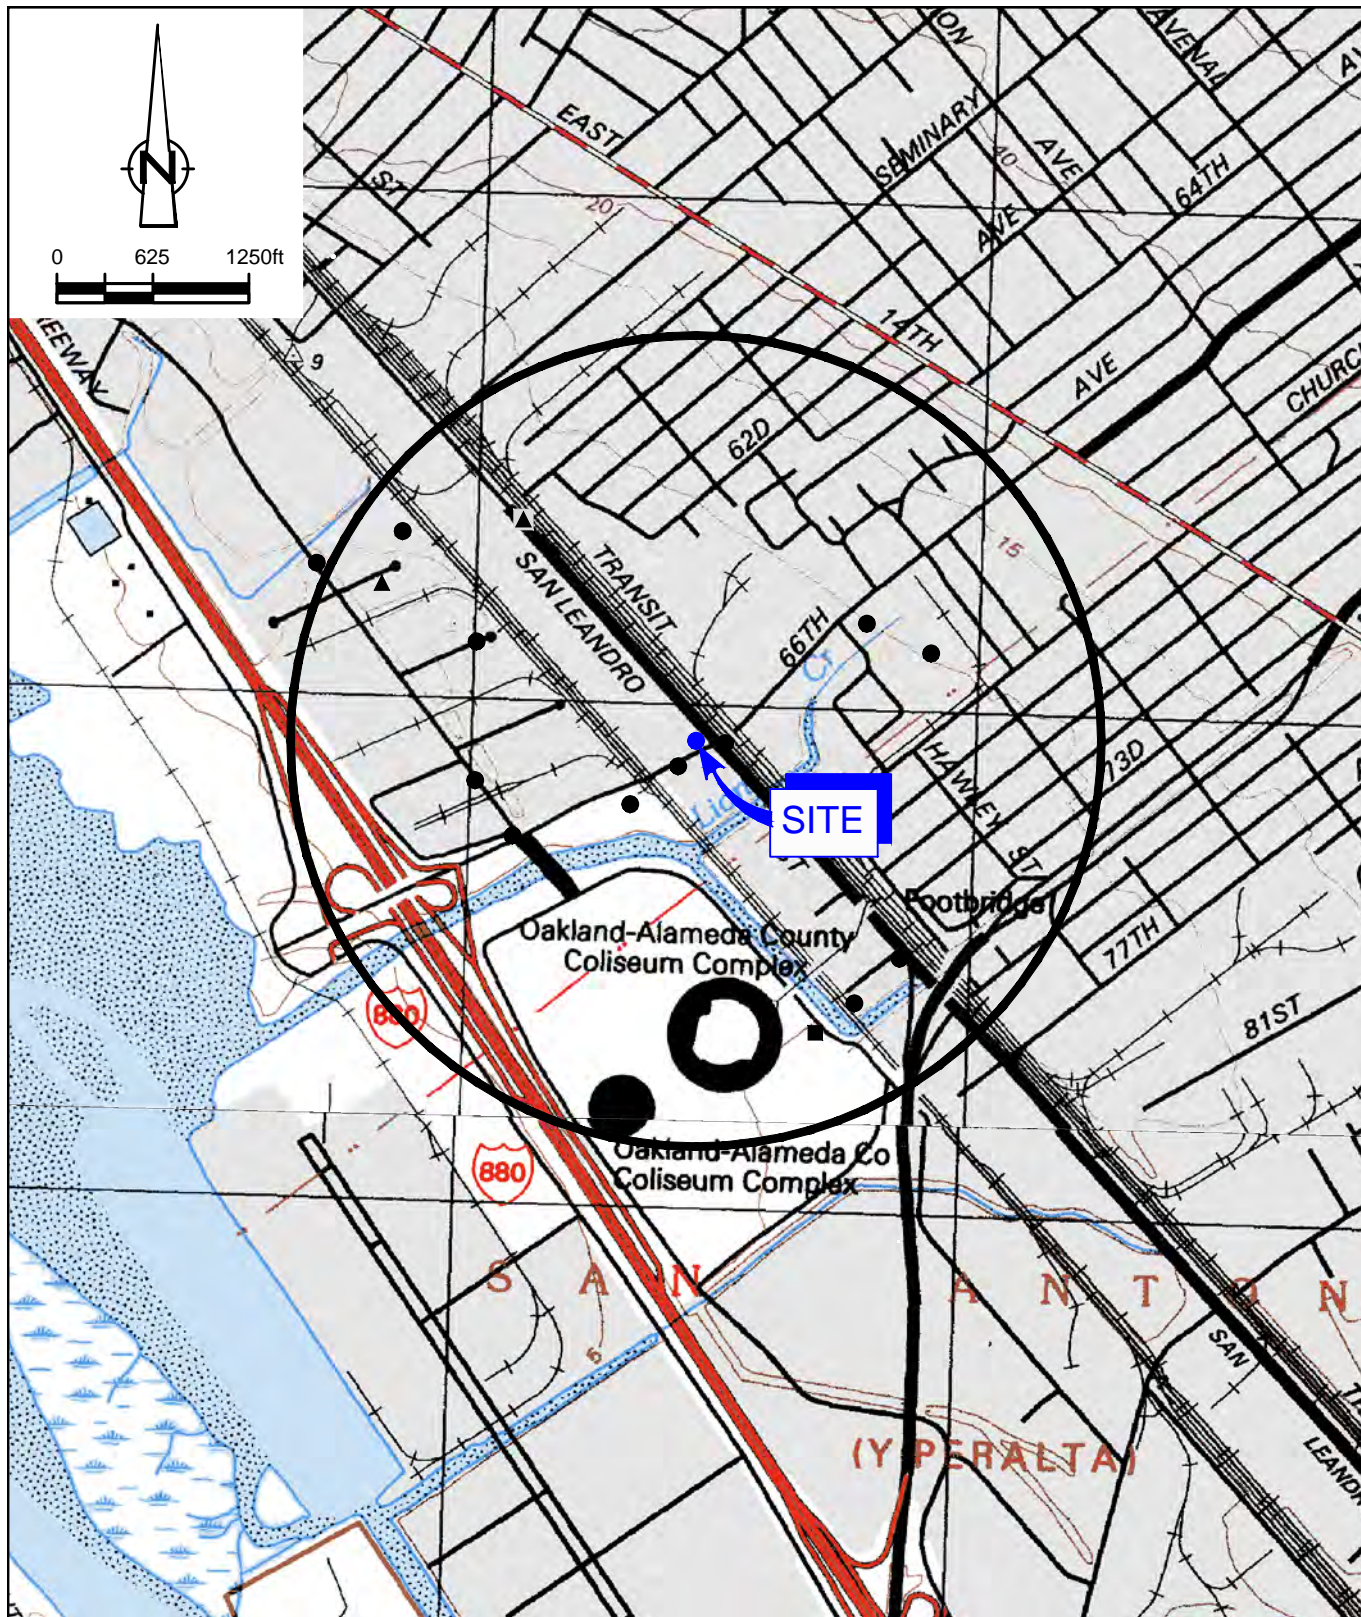 N
0 625 1250ft
EAST
14TH
ST
SEMINARY
AVE
AVE
AVENAL
64TH
40
20
AVE
CHURCH
9
62D
15
TRANSIT
SAN LEANDRO
66TH
Cr
HAWLEY
ST
73D
SITE
Footbridge
77TH
81ST
Oakland-Alameda County
Coliseum Complex
880
Oakland-Alameda Co
Coliseum Complex
880
S A N A N T O N
5
SAN
(Y PERALTA)